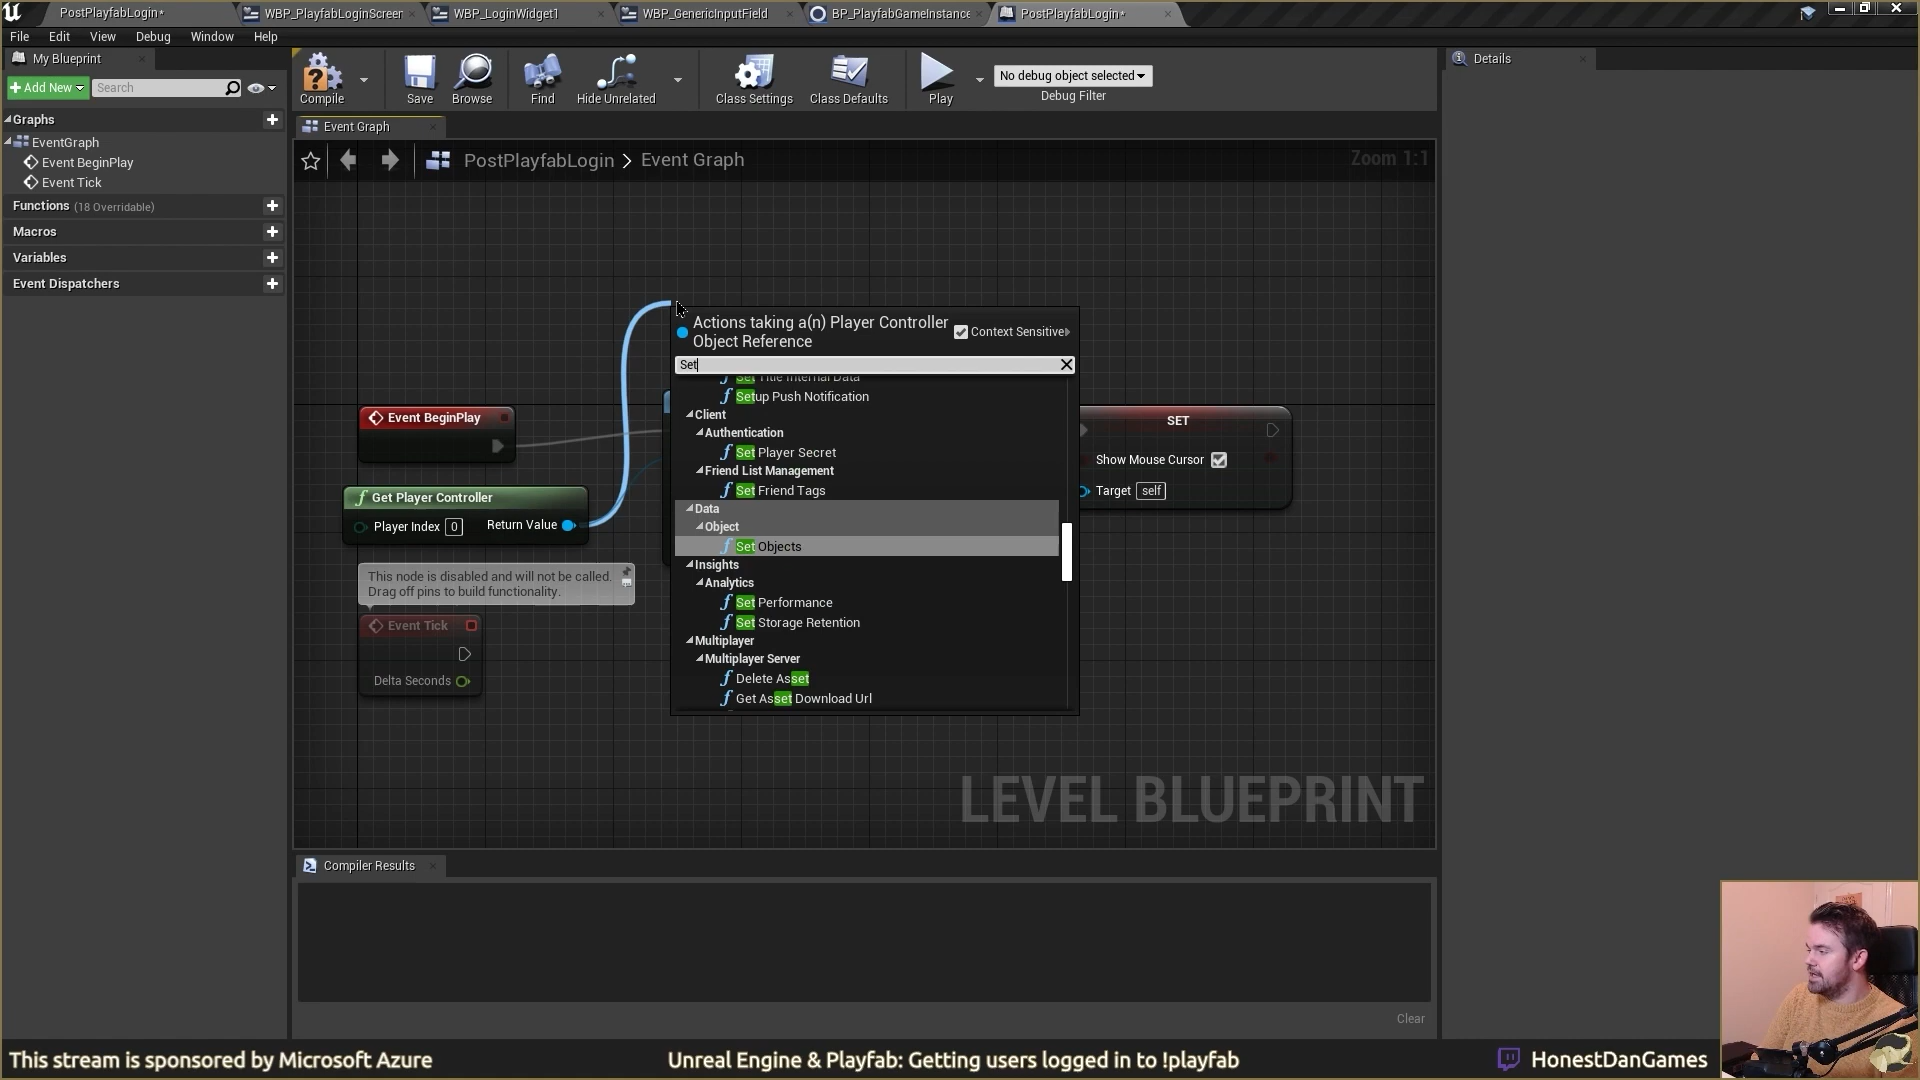 PostPlayfabLogin*
WBP_PlayfabLoginScreen
WBP_LoginWidget1
WBP_GenericInputField
BP_PlayfabGameInstance
PostPlayfabLogin*
File Edit View Debug Window Help
My Blueprint
Add New
Search
Graphs
EventGraph
Event BeginPlay
Event Tick
Functions (18 Overridable)
Macros
Variables
Event Dispatchers
Compile
Save
Browse
Find
Hide Unrelated
Class Settings
Class Defaults
Play
No debug object selected
Debug Filter
Details
Event Graph
PostPlayfabLogin > Event Graph
Zoom 1:1
Event BeginPlay
Get Player Controller
Player Index 0 Return Value
This node is disabled and will not be called.
Drag off pins to build functionality.
Event Tick
Delta Seconds
Actions taking a(n) Player Controller
Object Reference
Context Sensitive
Set
Set Title Internal Data
Setup Push Notification
Client
Authentication
Set Player Secret
Friend List Management
Set Friend Tags
Data
Object
Set Objects
Insights
Analytics
Set Performance
Set Storage Retention
Multiplayer
Multiplayer Server
Delete Asset
Get Asset Download Url
SET
Show Mouse Cursor
Target self
LEVEL BLUEPRINT
Compiler Results
Clear
This stream is sponsored by Microsoft Azure
Unreal Engine & Playfab: Getting users logged in to !playfab
HonestDanGames